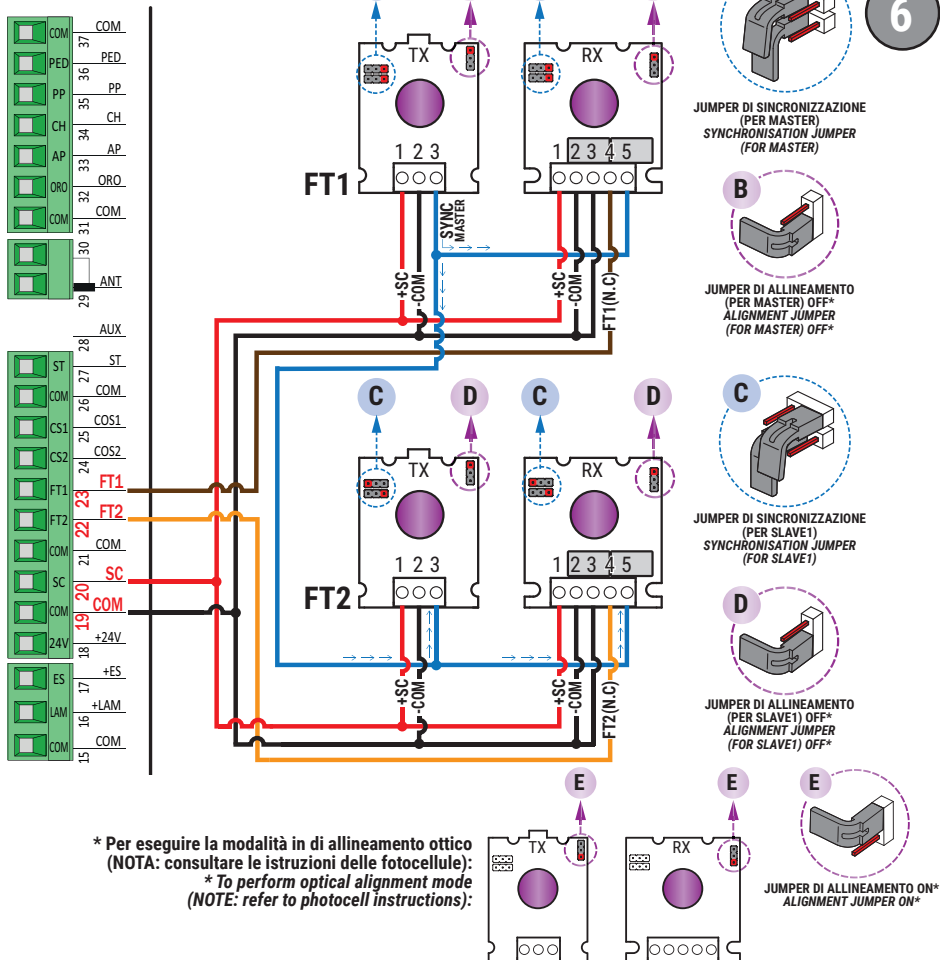 6
COM
37
COM
PED
36
PED
PP
35
PP
CH
34
CH
AP
33
AP
ORO
32
ORO
COM
31
COM
30
29
ANT
28
AUX
ST
27
ST
COM
26
COM
CS1
25
COS1
CS2
24
COS2
FT1
23
FT1
FT2
22
FT2
COM
21
COM
SC
20
SC
COM
19
COM
24V
18
+24V
ES
17
+ES
LAM
16
+LAM
COM
15
COM
TX
1 2 3
FT1
RX
1 2 3 4 5
SYNC
MASTER
+SC
-COM
+SC
-COM
FT1(N.C)
C
D
C
D
TX
1 2 3
FT2
RX
1 2 3 4 5
+SC
-COM
+SC
-COM
FT2(N.C)
JUMPER DI SINCRONIZZAZIONE
(PER MASTER)
SYNCHRONISATION JUMPER
(FOR MASTER)
B
JUMPER DI ALLINEAMENTO
(PER MASTER) OFF*
ALIGNMENT JUMPER
(FOR MASTER) OFF*
C
JUMPER DI SINCRONIZZAZIONE
(PER SLAVE1)
SYNCHRONISATION JUMPER
(FOR SLAVE1)
D
JUMPER DI ALLINEAMENTO
(PER SLAVE1) OFF*
ALIGNMENT JUMPER
(FOR SLAVE1) OFF*
* Per eseguire la modalità in di allineamento ottico
(NOTA: consultare le istruzioni delle fotocellule):
* To perform optical alignment mode
(NOTE: refer to photocell instructions):
E
TX
E
RX
E
JUMPER DI ALLINEAMENTO ON*
ALIGNMENT JUMPER ON*